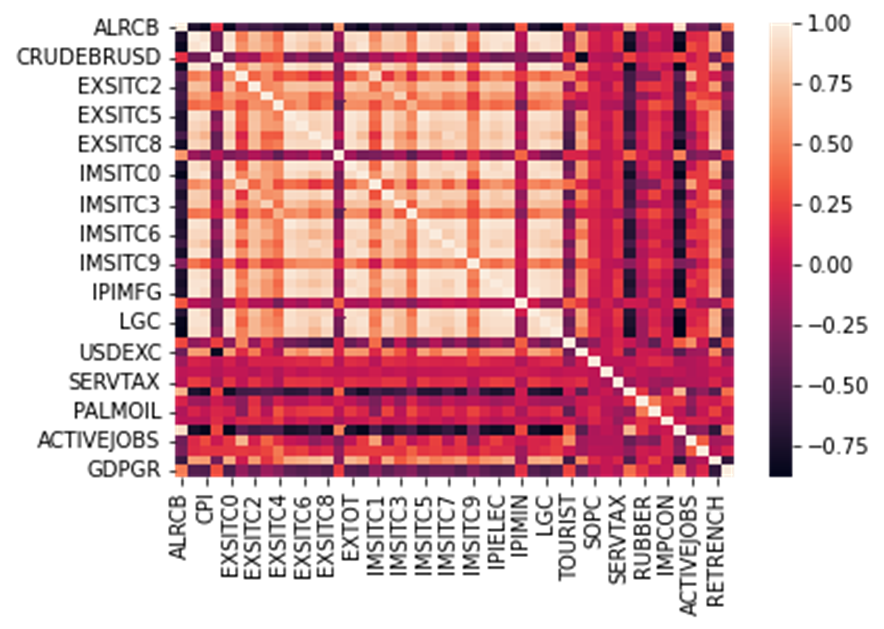 ALRCB
CRUDEBRUSD
EXSITC2
EXSITC5
EXSITC8
IMSITC0
IMSITC3
IMSITC6
IMSITC9
IPIMFG
LGC
USDEXC
SERVTAX
PALMOIL
ACTIVEJOBS
GDPGR
ALRCB
CPI
EXSITC0
EXSITC2
EXSITC4
EXSITC6
EXSITC8
EXTOT
IMSITC1
IMSITC3
IMSITC5
IMSITC7
IMSITC9
IPIELEC
IPIMIN
LGC
TOURIST
SOPC
SERVTAX
RUBBER
IMPCON
ACTIVEJOBS
RETRENCH
1.00
0.75
0.50
0.25
0.00
−0.25
−0.50
−0.75